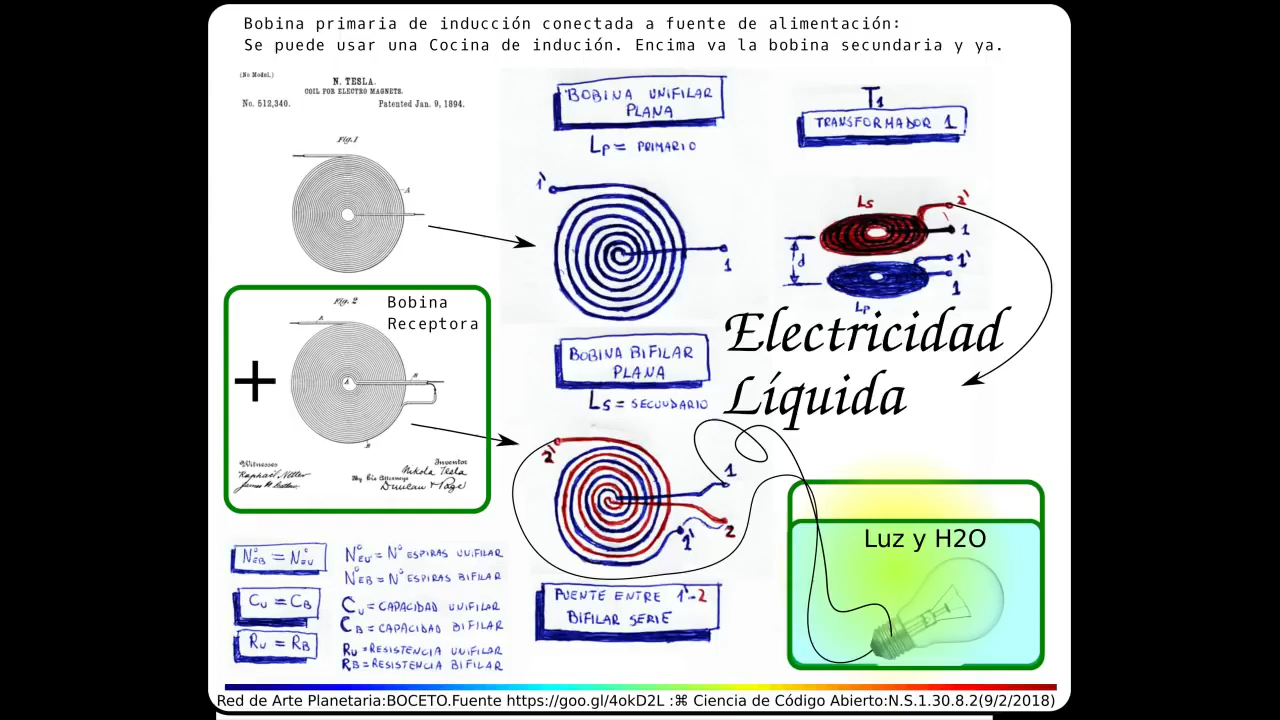 Bobina primaria de inducción conectada a fuente de alimentación:
Se puede usar una Cocina de indución. Encima va la bobina secundaria y ya.
(No Model.)
N. TESLA.
COIL FOR ELECTRO MAGNETS.
No. 512,340.
Patented Jan. 9, 1894.
Fig.1
A
BOBINA UNIFILAR
PLANA
Lp = PRIMARIO
1'
1
T1
TRANSFORMADOR 1
Ls
2'
1
d
1'
1
Lp
Fig. 2
Bobina
Receptora
A
B
A
B
+
Witnesses
Raphael Netter
Inventor
Nikola Tesla
By his Attorneys
Duncan & Page
BOBINA BIFILAR
PLANA
Ls = SECUNDARIO
Electricidad
Líquida
2'
1
2
1'
PUENTE ENTRE 1'-2
BIFILAR SERIE
Luz y H2O
N°EB = N°EU
N°EU = N° ESPIRAS UNIFILAR
N°EB = N° ESPIRAS BIFILAR
CU = CB
CU = CAPACIDAD UNIFILAR
CB = CAPACIDAD BIFILAR
RU = RB
RU = RESISTENCIA UNIFILAR
RB = RESISTENCIA BIFILAR
Red de Arte Planetaria:BOCETO.Fuente https://goo.gl/4okD2L :⌘ Ciencia de Código Abierto:N.S.1.30.8.2(9/2/2018)